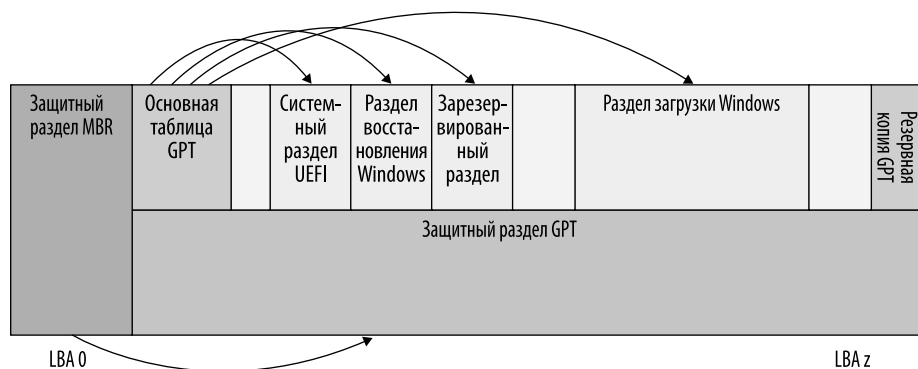 Защитный
раздел MBR
Основная
таблица
GPT
Систем-
ный
раздел
UEFI
Раздел
восста-
новления
Windows
Зарезер-
вирован-
ный
раздел
Раздел загрузки Windows
Резервная
копия GPT
Защитный раздел GPT
LBA 0
LBA z